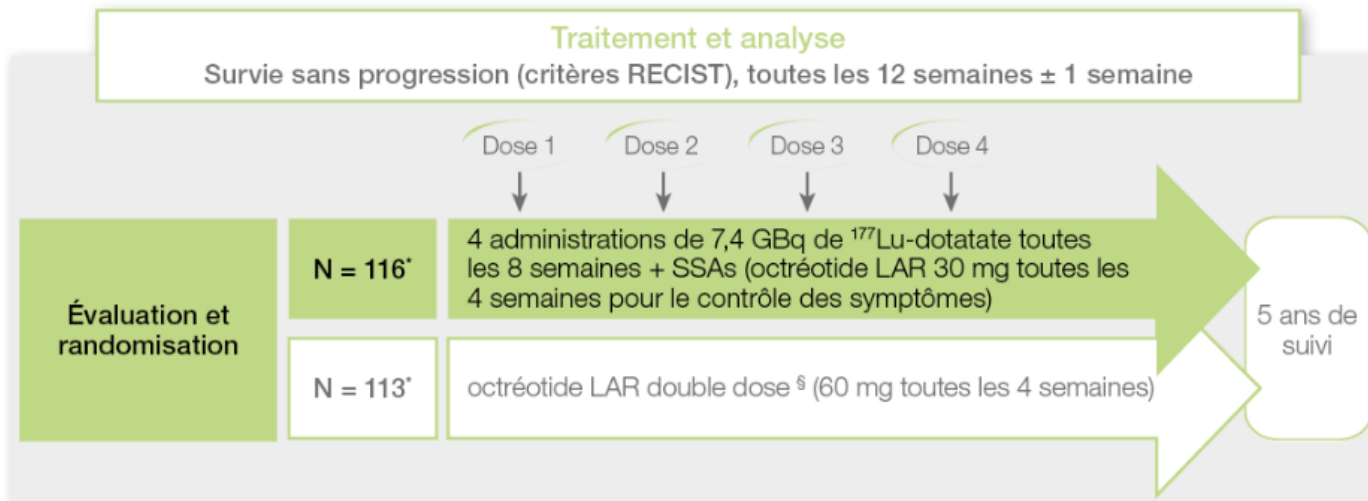 Traitement et analyse
Survie sans progression (critères RECIST), toutes les 12 semaines ± 1 semaine
Dose 1
Dose 2
Dose 3
Dose 4
Évaluation et
randomisation
N = 116*
4 administrations de 7,4 GBq de ¹⁷⁷Lu-dotatate toutes
les 8 semaines + SSAs (octréotide LAR 30 mg toutes les
4 semaines pour le contrôle des symptômes)
N = 113*
octréotide LAR double dose § (60 mg toutes les 4 semaines)
5 ans de
suivi